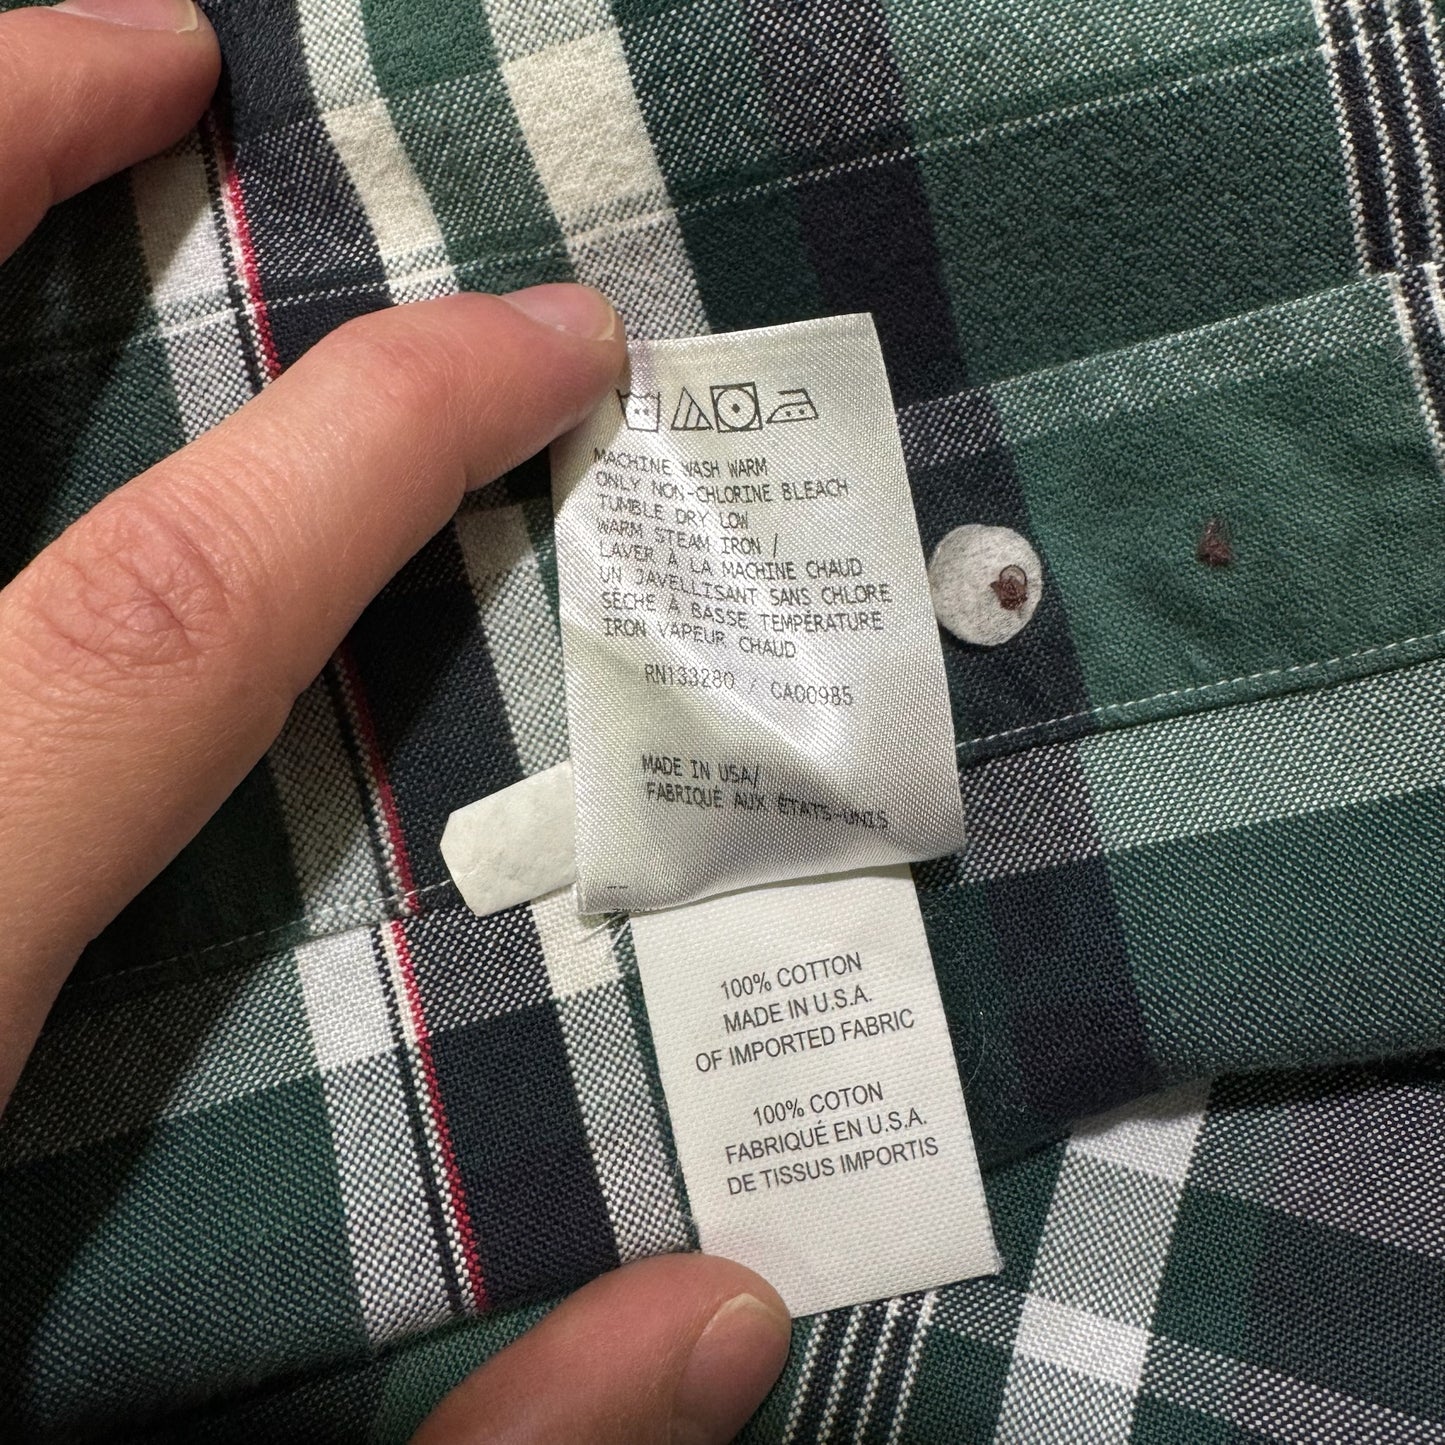 MACHINE WASH WARM
ONLY NON-CHLORINE BLEACH
TUMBLE DRY LOW
WARM STEAM IRON /
LAVER À LA MACHINE CHAUD
UN JAVELLISANT SANS CHLORE
SÈCHE À BASSE TEMPÉRATURE
IRON VAPEUR CHAUD
RN133280 / CA00985
MADE IN USA/
FABRIQUÉ AUX ÉTATS-UNIS
100% COTTON
MADE IN U.S.A.
OF IMPORTED FABRIC
100% COTON
FABRIQUÉ EN U.S.A.
DE TISSUS IMPORTIS